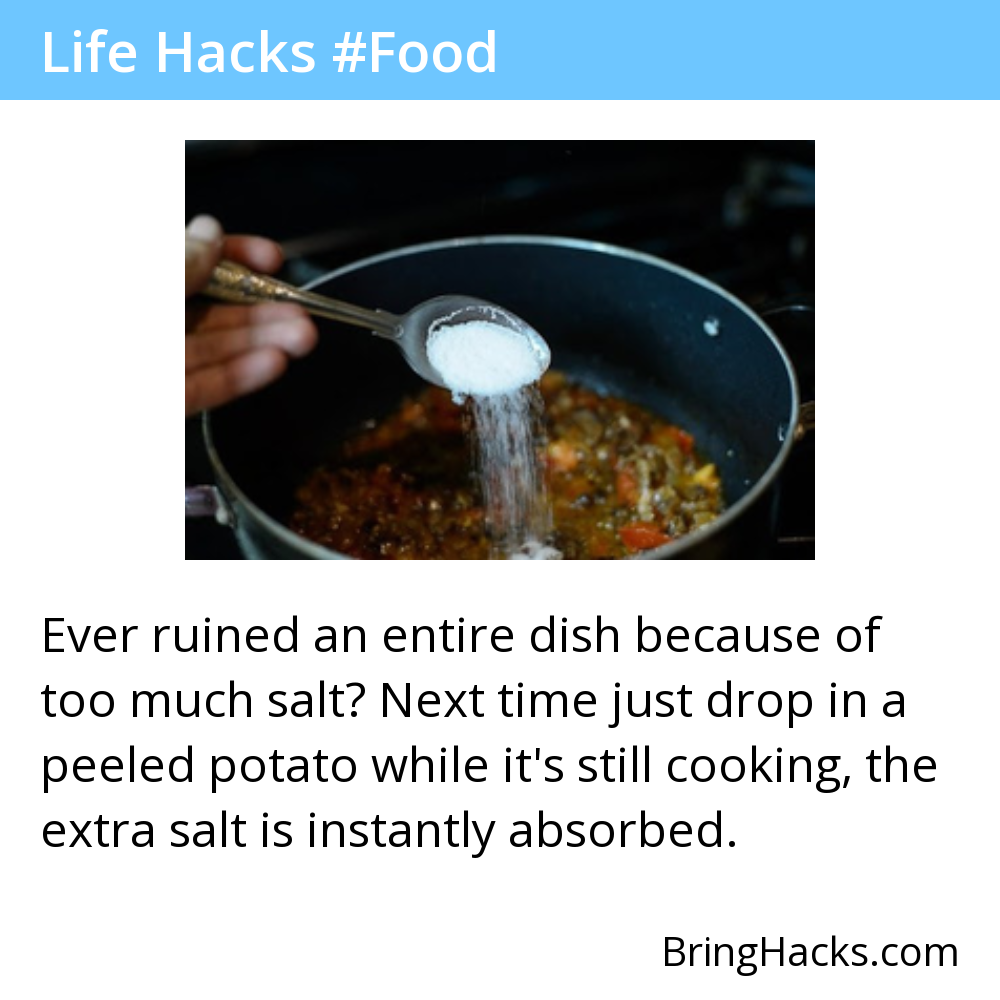 Life Hacks #Food
Ever ruined an entire dish because of
too much salt? Next time just drop in a
peeled potato while it's still cooking, the
extra salt is instantly absorbed.
BringHacks.com